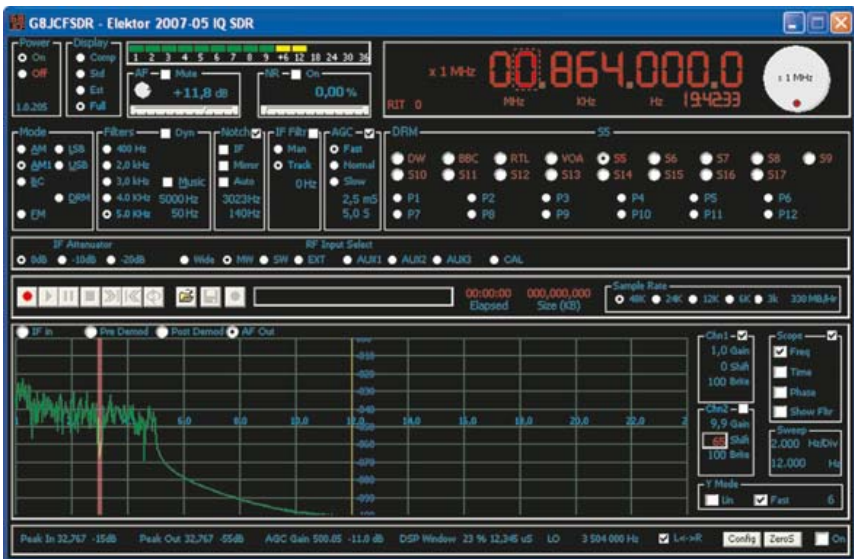 G8JCFSDR - Elektor 2007-05 IQ SDR
Power Display
On Comp
Off Std
Ext
1.0.205 Full
1 2 3 4 5 6 7 8 9 +6 12 18 24 30 36
AF Mute NR On
+11,8 dB 0,00 %
x 1 MHz 00.864.000.0 x 1 MHz
RIT 0 MHz KHz Hz 19:42:33
Mode Filters Dyn Notch IF Filtr AGC DRM S5
AM LSB 400 Hz IF Man Fast
AM1 USB 2,0 kHz Mirror Track Normal
BC 3,0 kHz Music Auto 0Hz Slow
DRM 4.0 KHz 5000Hz 3023Hz 2,5 mS
FM 5.0 KHz 50Hz 140Hz 5,0 S
DW BBC RTL VOA S5 S6 S7 S8 S9
S10 S11 S12 S13 S14 S15 S16 S17
P1 P2 P3 P4 P5 P6
P7 P8 P9 P10 P11 P12
IF Attenuator RF Input Select
0dB -10dB -20dB Wide MW SW EXT AUX1 AUX2 AUX3 CAL
00:00:00 000,000,000
Elapsed Size (KB)
Sample Rate
48K 24K 12K 6K 3k 330 MB/Hr
IF in Pre Demod Post Demod AF Out
-010
-020
-030
-040
6,0 8,0 10,0 14,0 16,0 18,0 20,0 22,0 2
-050
-060
-070
-080
-090
-100
Chn1
1,0 Gain
0 Shift
100 Brite
Chn2
9,9 Gain
65 Shift
100 Brite
Scope
Freq
Time
Phase
Show Fltr
Sweep
2.000 Hz/Div
12.000 Hz
Y Mode
Lin Fast 6
Peak In 32,767 -15dB Peak Out 32,767 -55dB AGC Gain 500.05 -11.0 dB DSP Window 23 % 12,345 uS LO 3 504 000 Hz L<->R Config ZeroS On